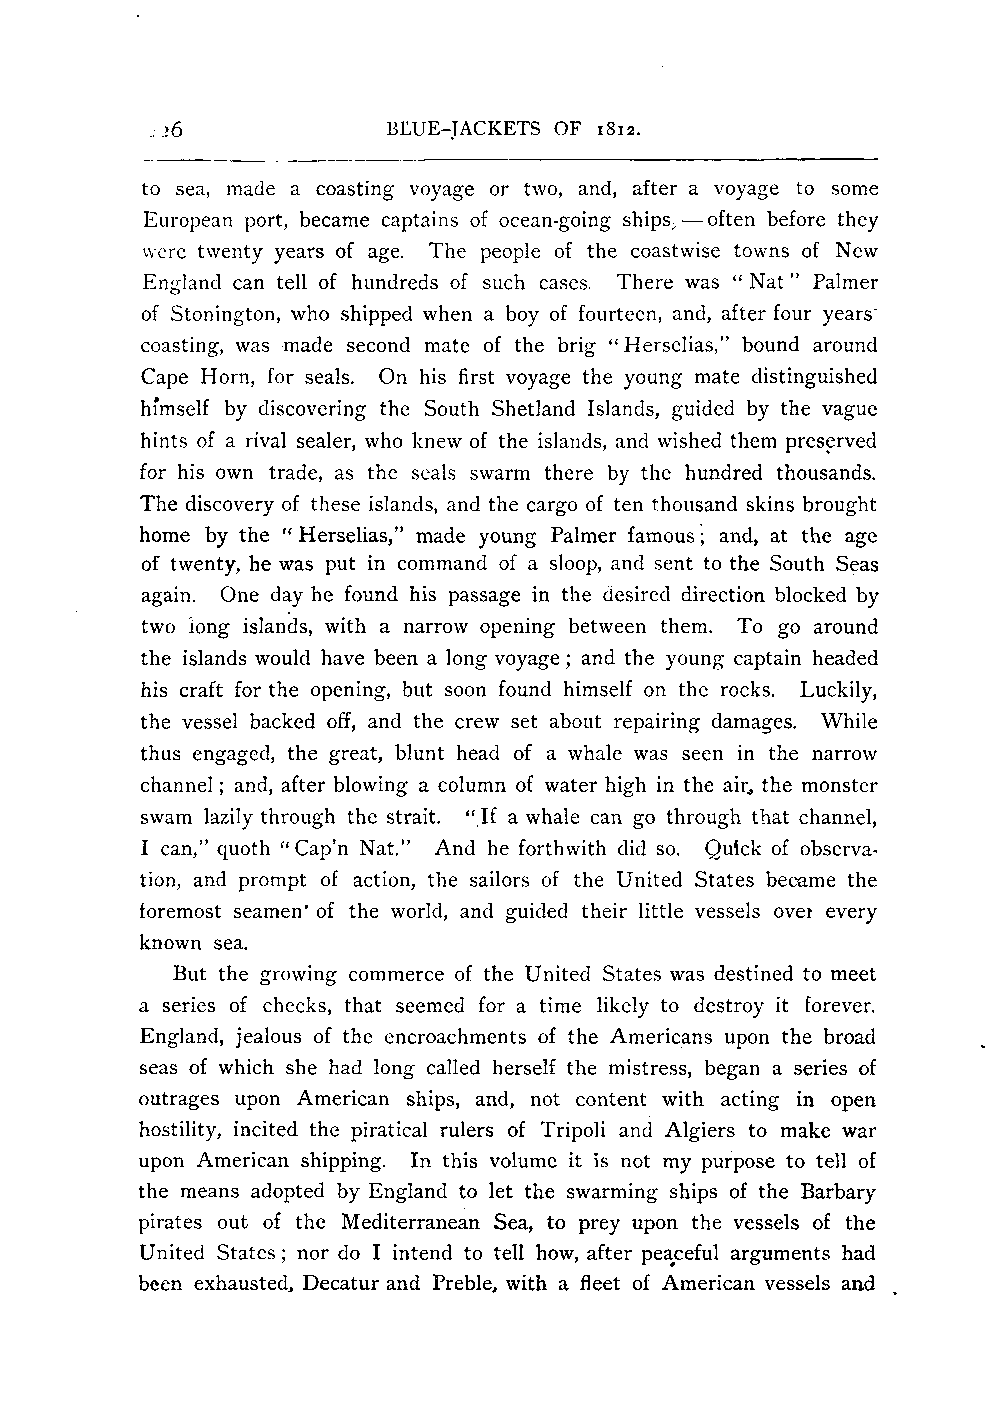 26 BLUE-JACKETS OF 1812.
to sea, made a coasting voyage or two, and, after a voyage to some
European port, became captains of ocean-going ships, — often before they
were twenty years of age. The people of the coastwise towns of New
England can tell of hundreds of such cases. There was "Nat" Palmer
of Stonington, who shipped when a boy of fourteen, and, after four years'
coasting, was made second mate of the brig "Herselias," bound around
Cape Horn, for seals. On his first voyage the young mate distinguished
himself by discovering the South Shetland Islands, guided by the vague
hints of a rival sealer, who knew of the islands, and wished them preserved
for his own trade, as the seals swarm there by the hundred thousands.
The discovery of these islands, and the cargo of ten thousand skins brought
home by the "Herselias," made young Palmer famous; and, at the age
of twenty, he was put in command of a sloop, and sent to the South Seas
again. One day he found his passage in the desired direction blocked by
two long islands, with a narrow opening between them. To go around
the islands would have been a long voyage; and the young captain headed
his craft for the opening, but soon found himself on the rocks. Luckily,
the vessel backed off, and the crew set about repairing damages. While
thus engaged, the great, blunt head of a whale was seen in the narrow
channel; and, after blowing a column of water high in the air, the monster
swam lazily through the strait. "If a whale can go through that channel,
I can," quoth "Cap'n Nat." And he forthwith did so. Quick of observa-
tion, and prompt of action, the sailors of the United States became the
foremost seamen of the world, and guided their little vessels over every
known sea.
But the growing commerce of the United States was destined to meet
a series of checks, that seemed for a time likely to destroy it forever.
England, jealous of the encroachments of the Americans upon the broad
seas of which she had long called herself the mistress, began a series of
outrages upon American ships, and, not content with acting in open
hostility, incited the piratical rulers of Tripoli and Algiers to make war
upon American shipping. In this volume it is not my purpose to tell of
the means adopted by England to let the swarming ships of the Barbary
pirates out of the Mediterranean Sea, to prey upon the vessels of the
United States; nor do I intend to tell how, after peaceful arguments had
been exhausted, Decatur and Preble, with a fleet of American vessels and